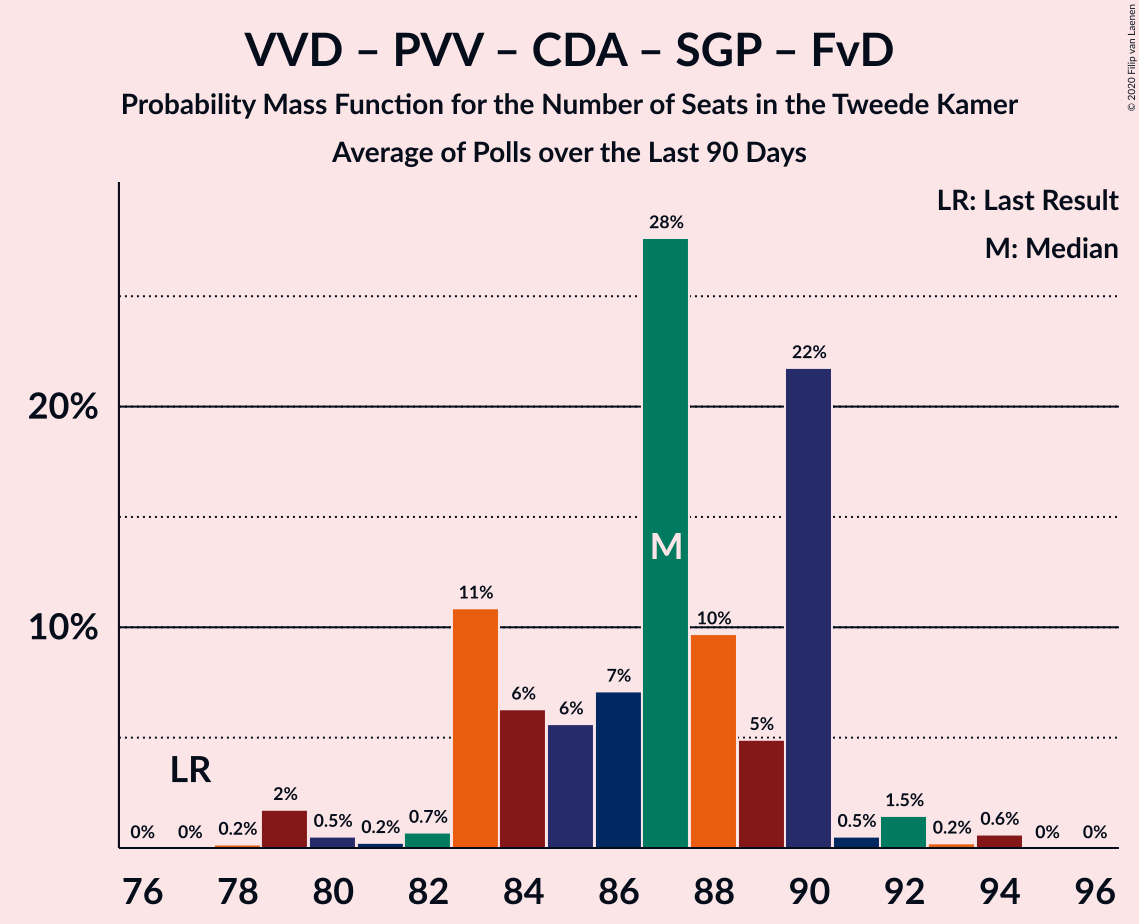 VVD – PVV – CDA – SGP – FvD
Probability Mass Function for the Number of Seats in the Tweede Kamer
Average of Polls over the Last 90 Days
© 2020 Filip van Laenen
LR: Last Result
M: Median
28%
22%
20%
M
11%
10%
10%
7%
6%
6%
5%
LR
2%
1.5%
0% 0% 0.2% 0.5% 0.2% 0.7% 0.5% 0.2% 0.6% 0% 0%
76 78 80 82 84 86 88 90 92 94 96